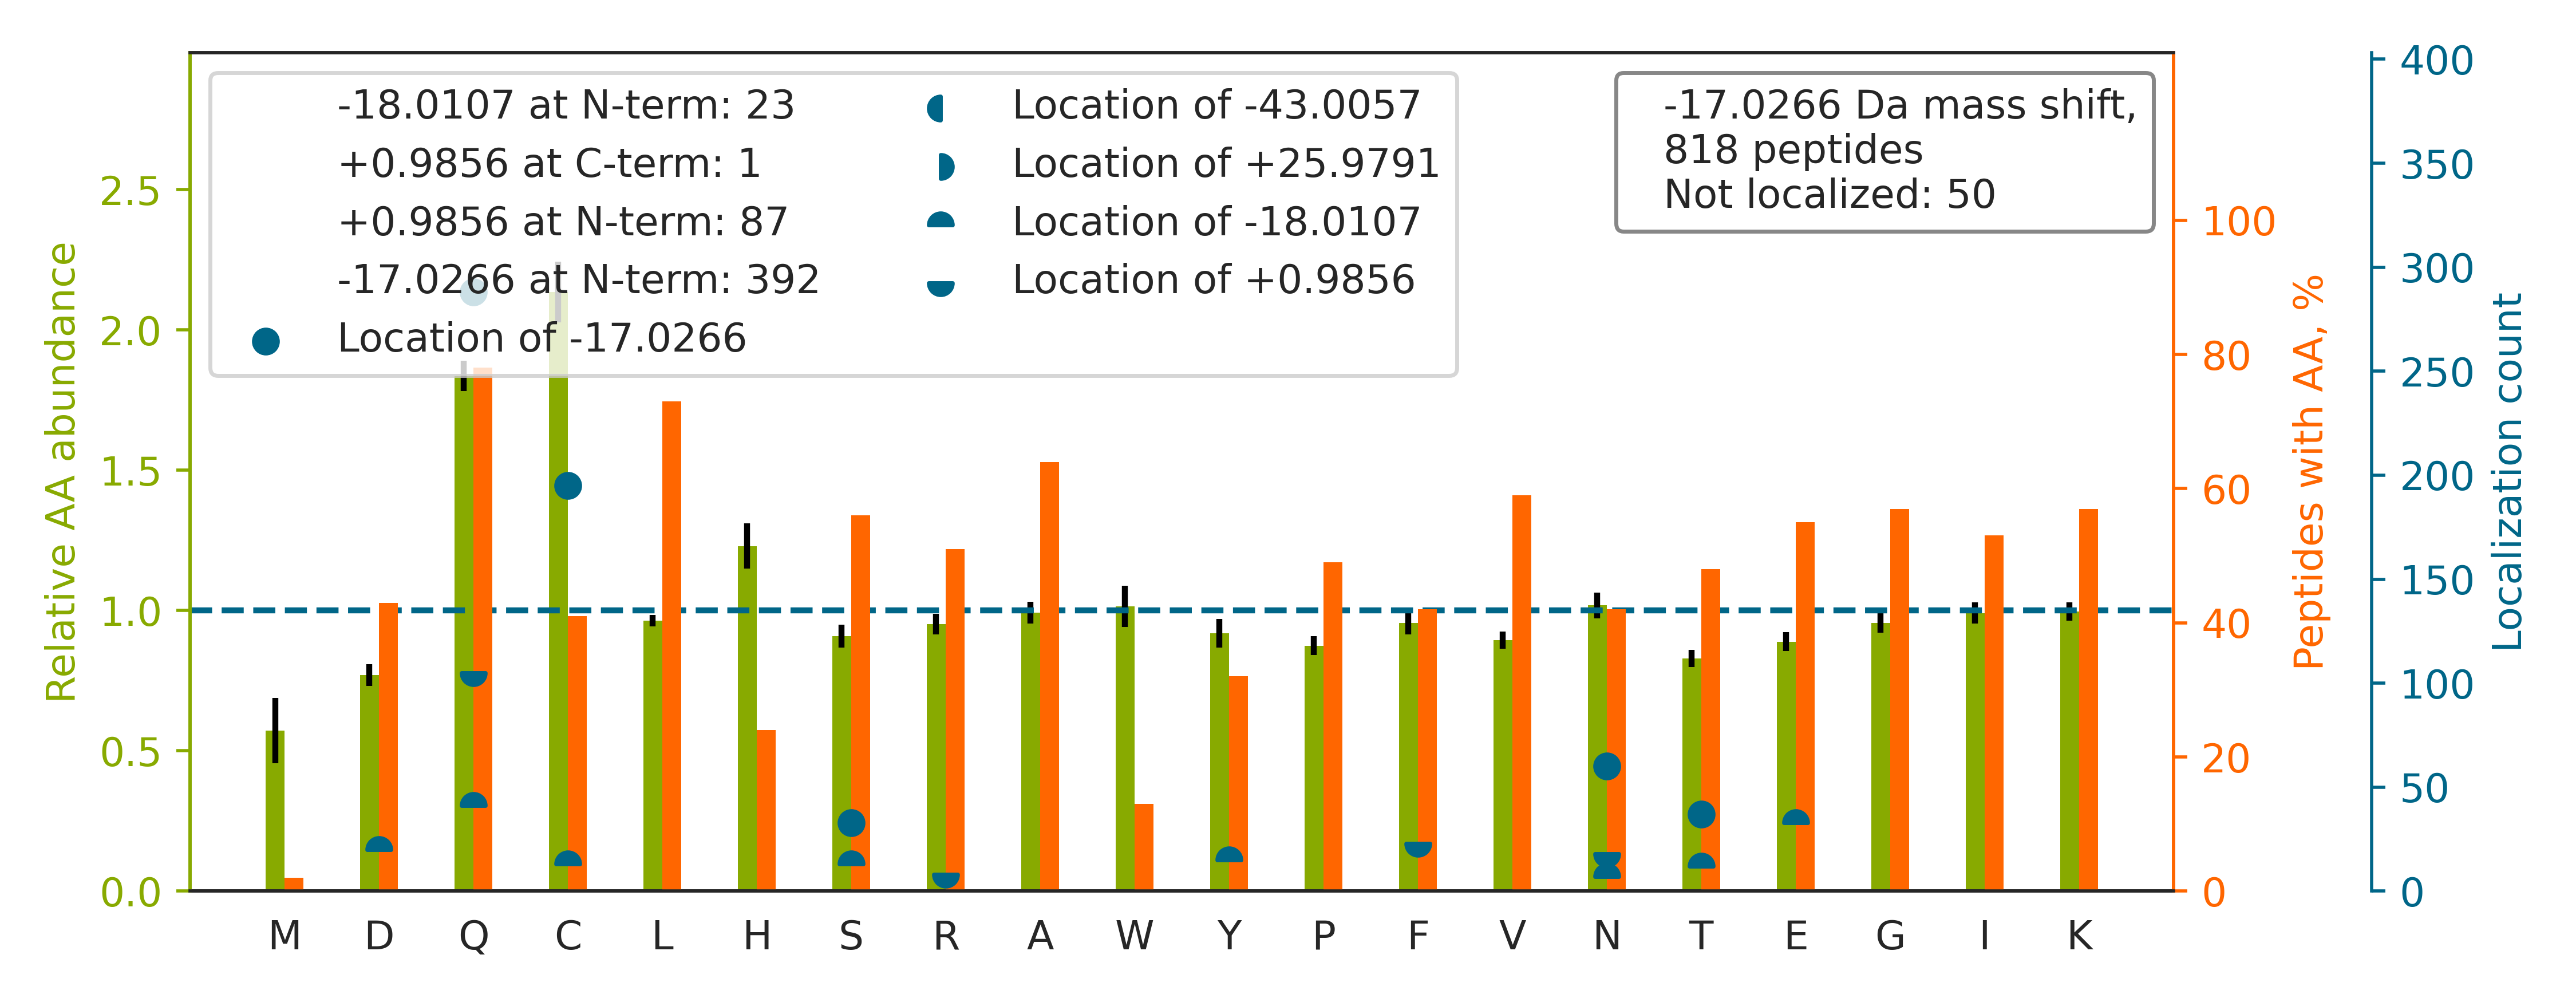 -18.0107 at N-term: 23
+0.9856 at C-term: 1
+0.9856 at N-term: 87
-17.0266 at N-term: 392
Location of -17.0266
Location of -43.0057
Location of +25.9791
Location of -18.0107
Location of +0.9856
-17.0266 Da mass shift,
818 peptides
Not localized: 50
Relative AA abundance
2.5
2.0
1.5
1.0
0.5
0.0
M D Q C L H S R A W Y P F V N T E G I K
100
80
60
40
20
0
Peptides with AA, %
400
350
300
250
200
150
100
50
0
Localization count